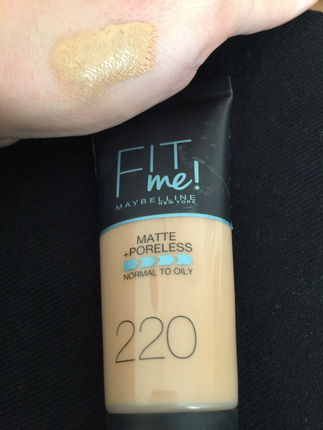 FIT
me!
MAYBELLINE
NEW YORK
MATTE
+PORELESS
NORMAL TO OILY
220